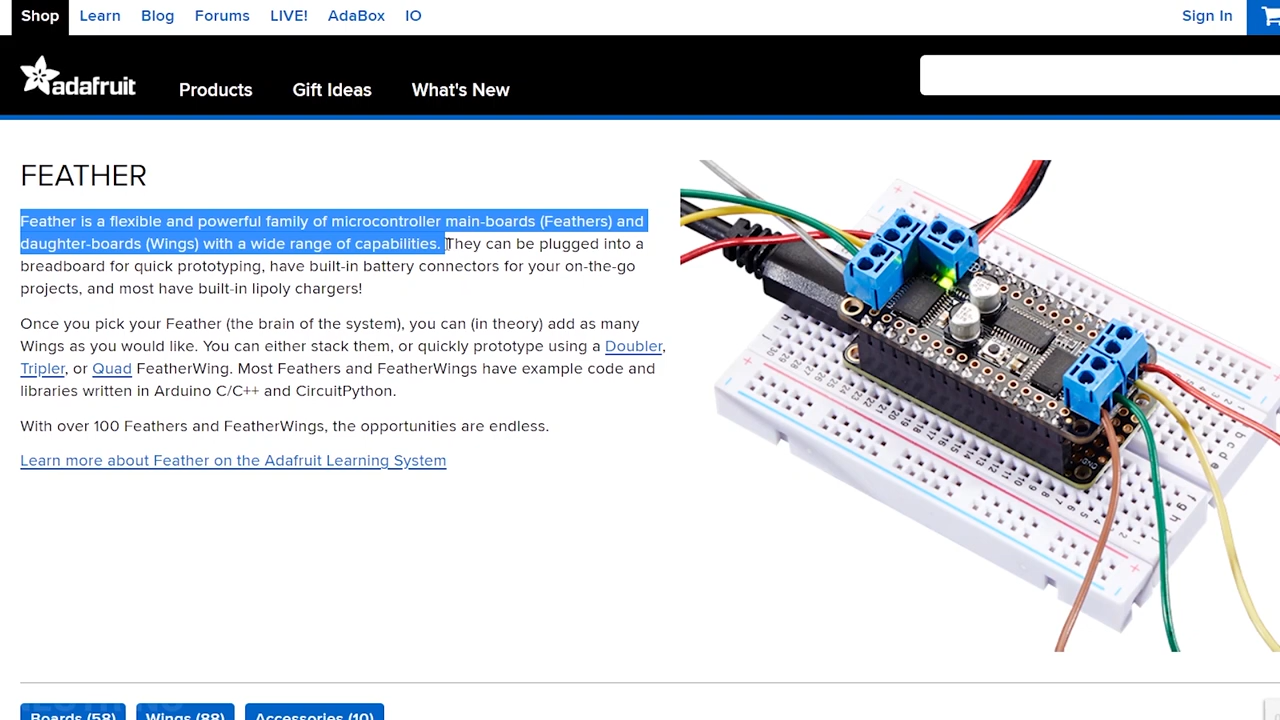 Shop Learn Blog Forums LIVE! AdaBox IO Sign In
adafruit Products Gift Ideas What's New
FEATHER
Feather is a flexible and powerful family of microcontroller main-boards (Feathers) and
daughter-boards (Wings) with a wide range of capabilities. They can be plugged into a
breadboard for quick prototyping, have built-in battery connectors for your on-the-go
projects, and most have built-in lipoly chargers!
Once you pick your Feather (the brain of the system), you can (in theory) add as many
Wings as you would like. You can either stack them, or quickly prototype using a Doubler,
Tripler, or Quad FeatherWing. Most Feathers and FeatherWings have example code and
libraries written in Arduino C/C++ and CircuitPython.
With over 100 Feathers and FeatherWings, the opportunities are endless.
Learn more about Feather on the Adafruit Learning System
Boards (58) Wings (88) Accessories (10)